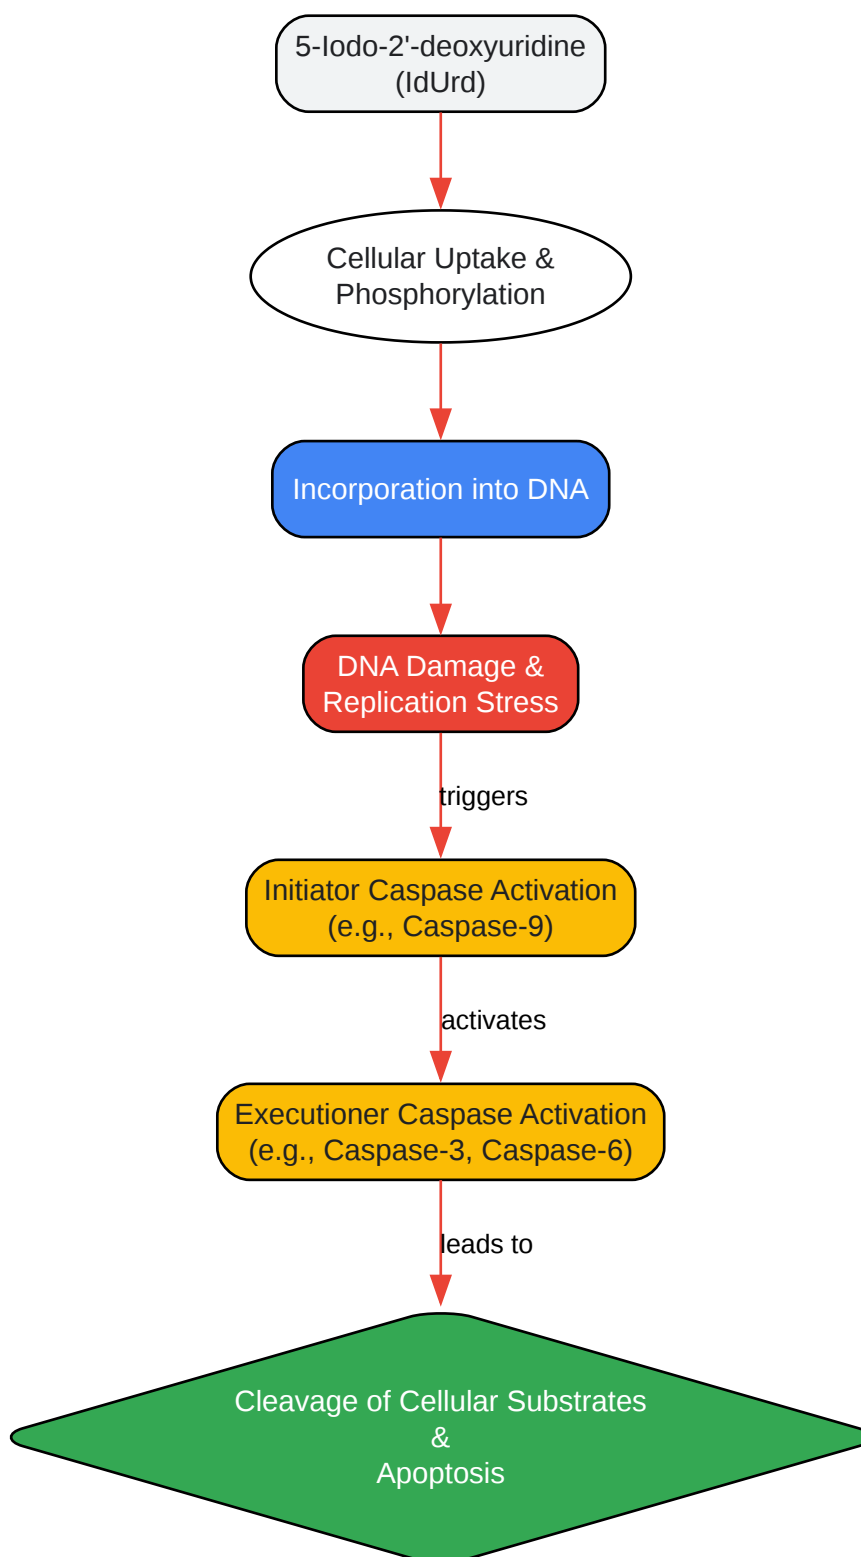 5-Iodo-2'-deoxyuridine
(IdUrd)
Cellular Uptake &
Phosphorylation
Incorporation into DNA
DNA Damage &
Replication Stress
triggers
Initiator Caspase Activation
(e.g., Caspase-9)
activates
Executioner Caspase Activation
(e.g., Caspase-3, Caspase-6)
leads to
Cleavage of Cellular Substrates
&
Apoptosis